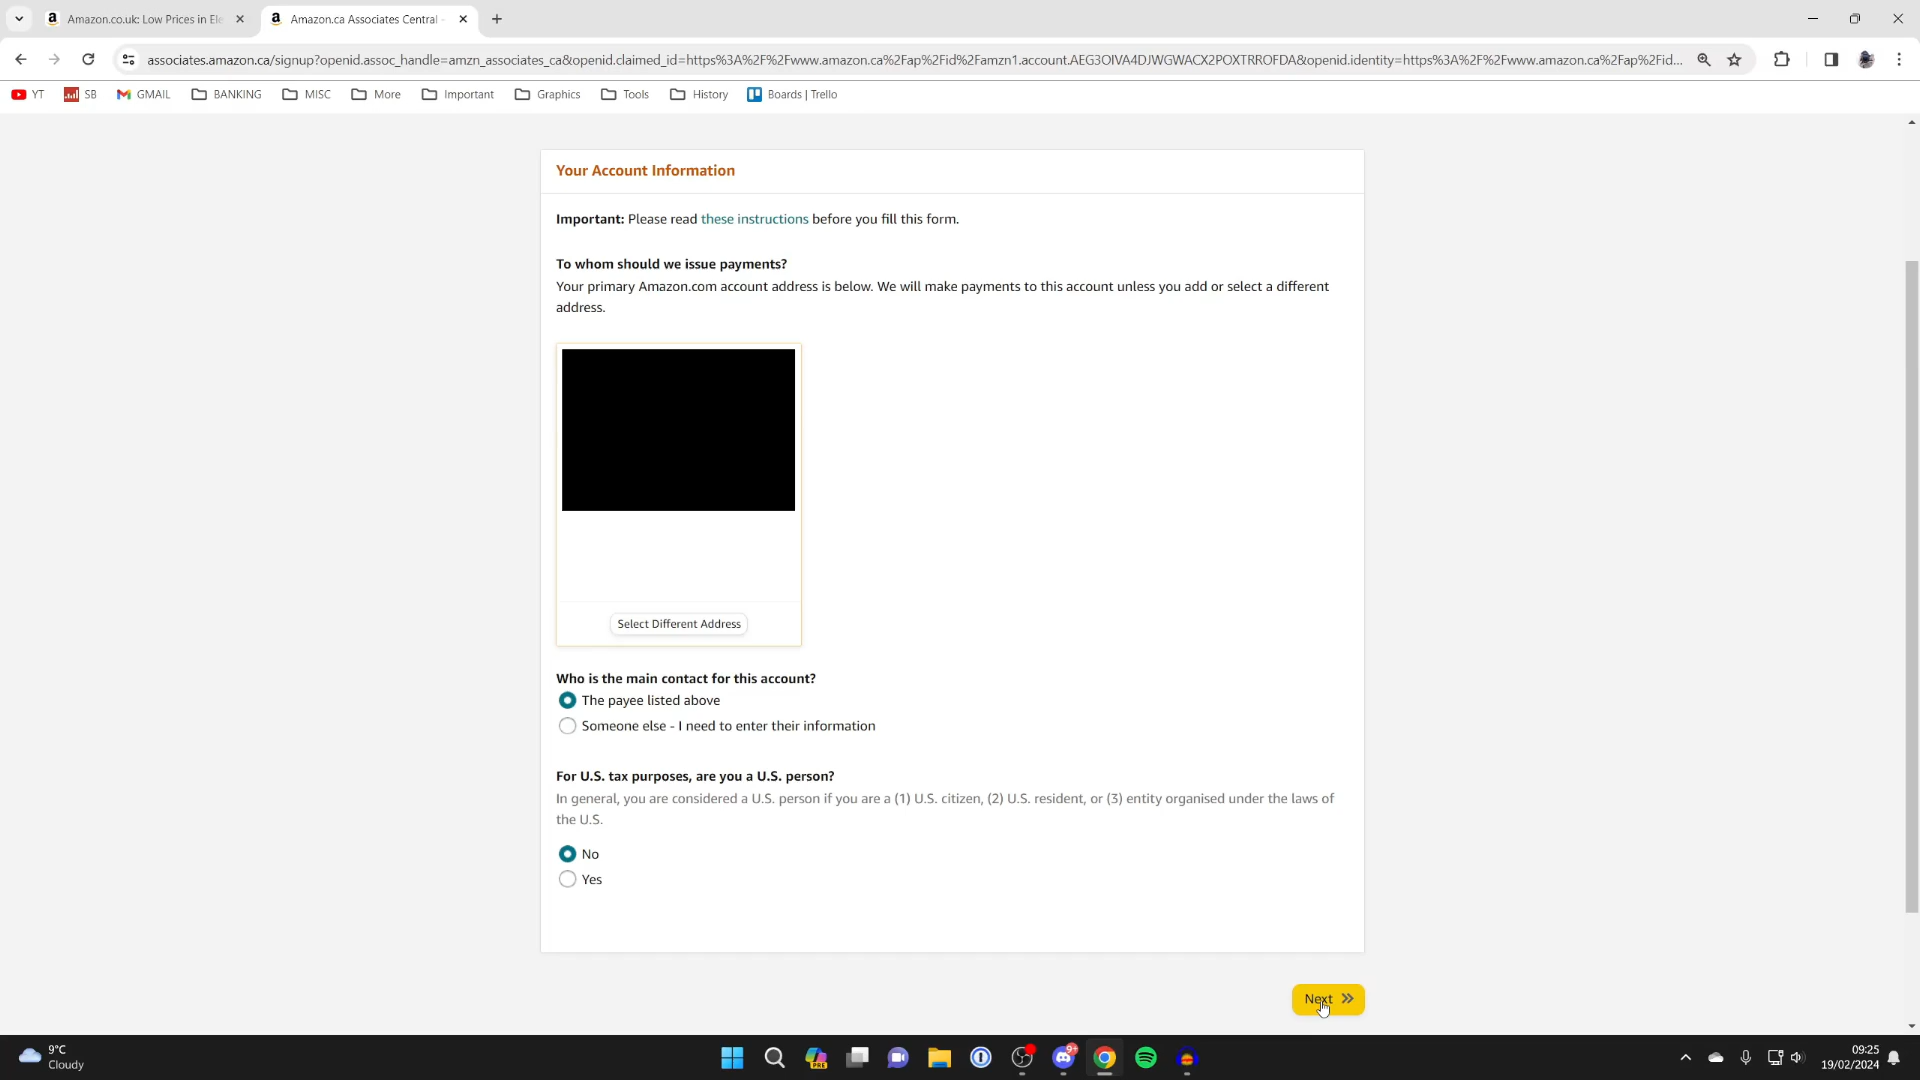 Amazon.co.uk: Low Prices in Ele
Amazon.ca Associates Central -
associates.amazon.ca/signup?openid.assoc_handle=amzn_associates_ca&openid.claimed_id=https%3A%2F%2Fwww.amazon.ca%2Fap%2Fid%2Famzn1.account.AEG3OIVA4DJWGWACX2POXTRROFDA&openid.identity=https%3A%2F%2Fwww.amazon.ca%2Fap%2Fid...
YT SB GMAIL BANKING MISC More Important Graphics Tools History Boards | Trello
Your Account Information
Important: Please read these instructions before you fill this form.
To whom should we issue payments?
Your primary Amazon.com account address is below. We will make payments to this account unless you add or select a different
address.
Select Different Address
Who is the main contact for this account?
The payee listed above
Someone else - I need to enter their information
For U.S. tax purposes, are you a U.S. person?
In general, you are considered a U.S. person if you are a (1) U.S. citizen, (2) U.S. resident, or (3) entity organised under the laws of
the U.S.
No
Yes
Next
9°C
Cloudy
PRE
9+
09:25
19/02/2024